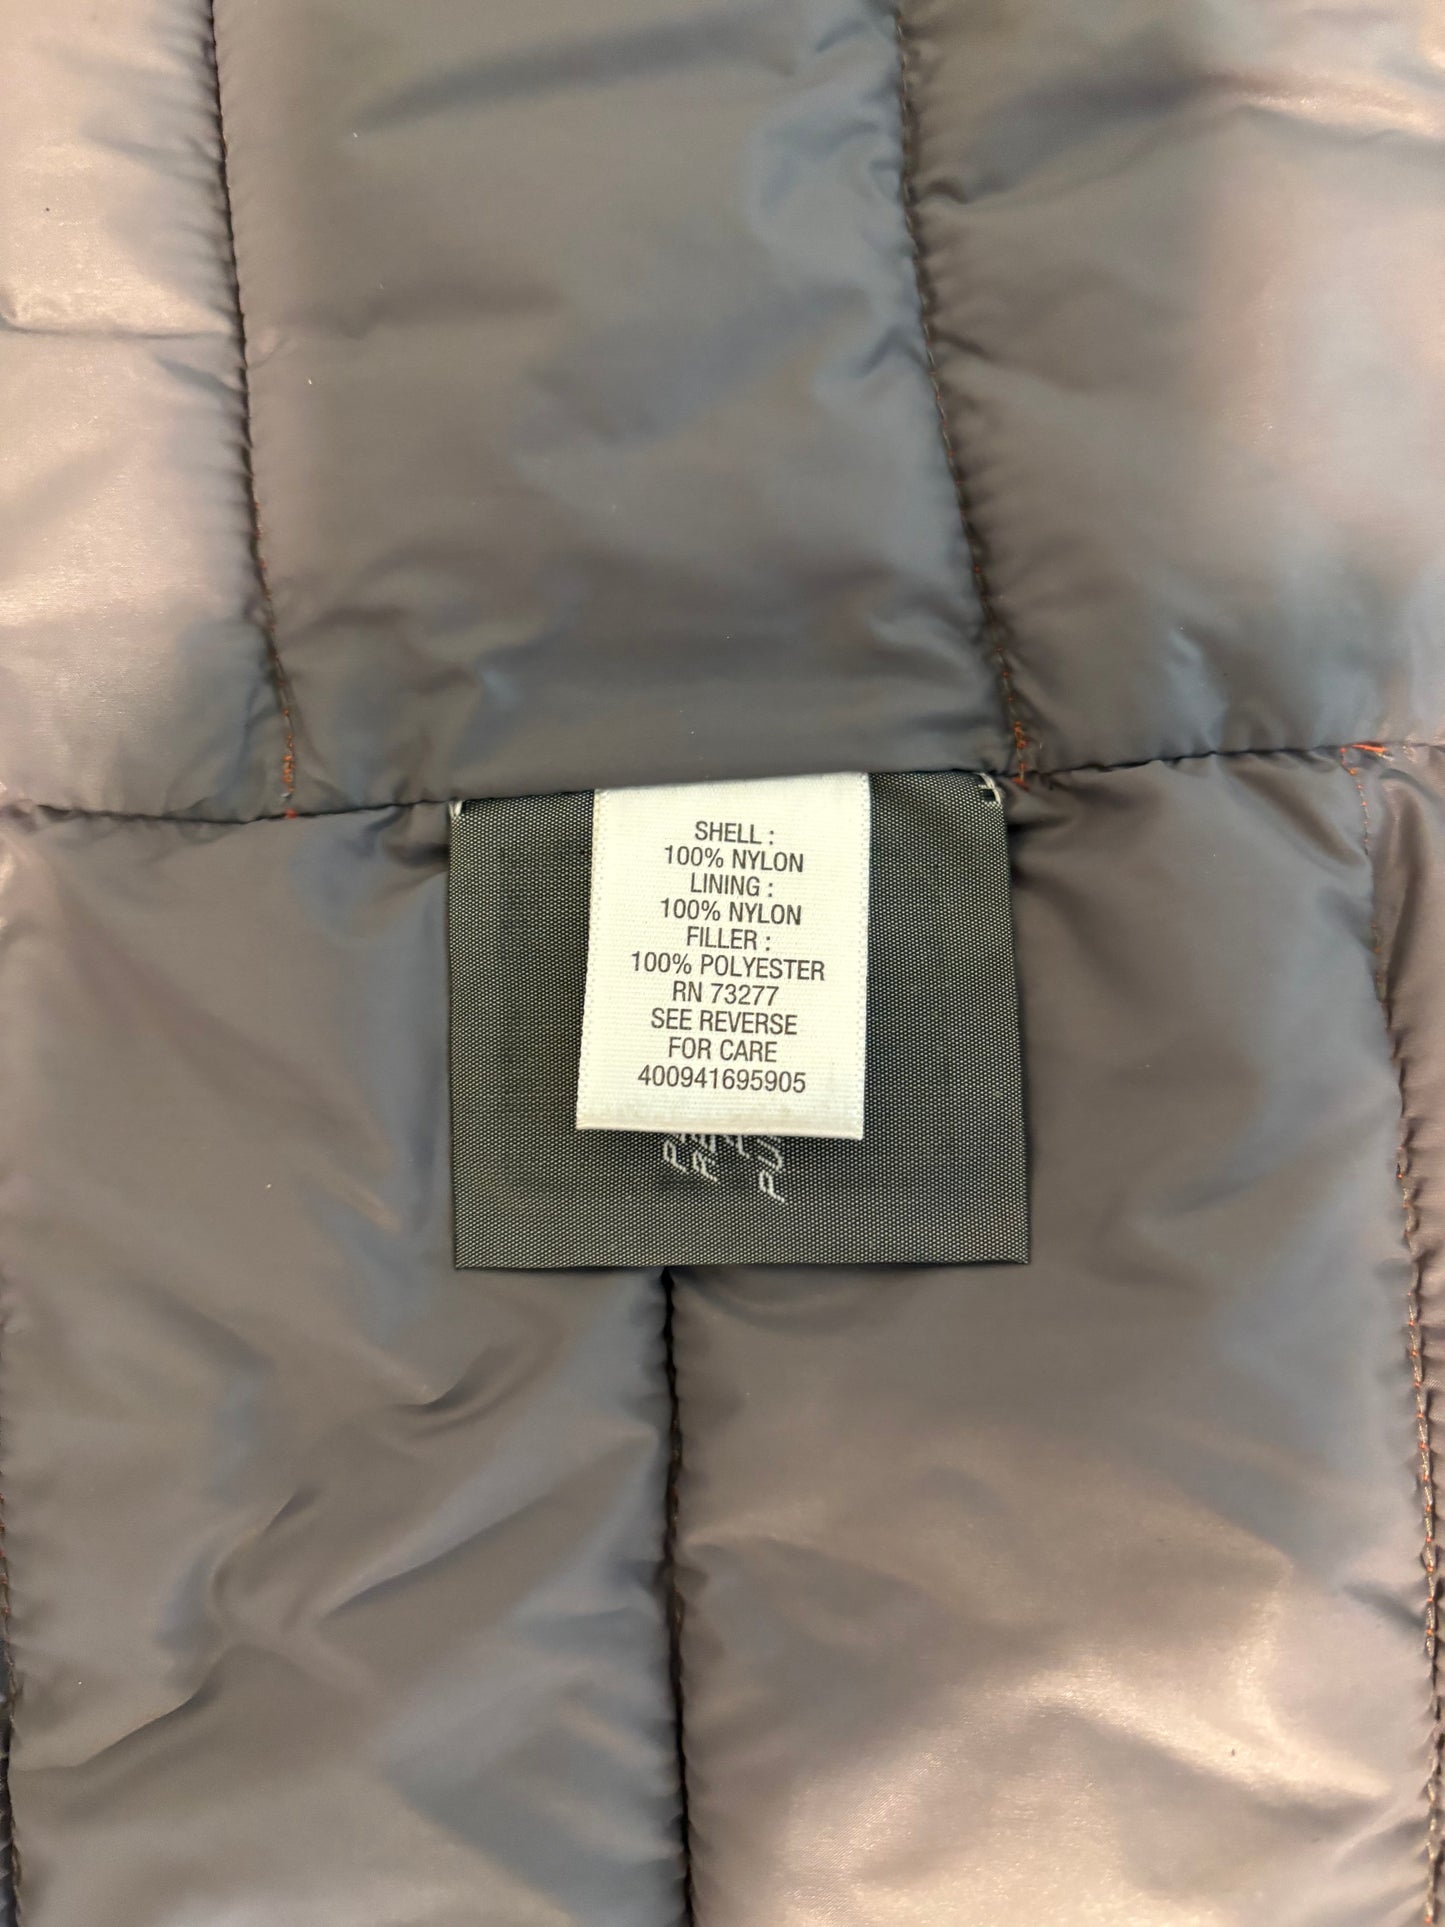 SHELL :
100% NYLON
LINING :
100% NYLON
FILLER :
100% POLYESTER
RN 73277
SEE REVERSE
FOR CARE
400941695905